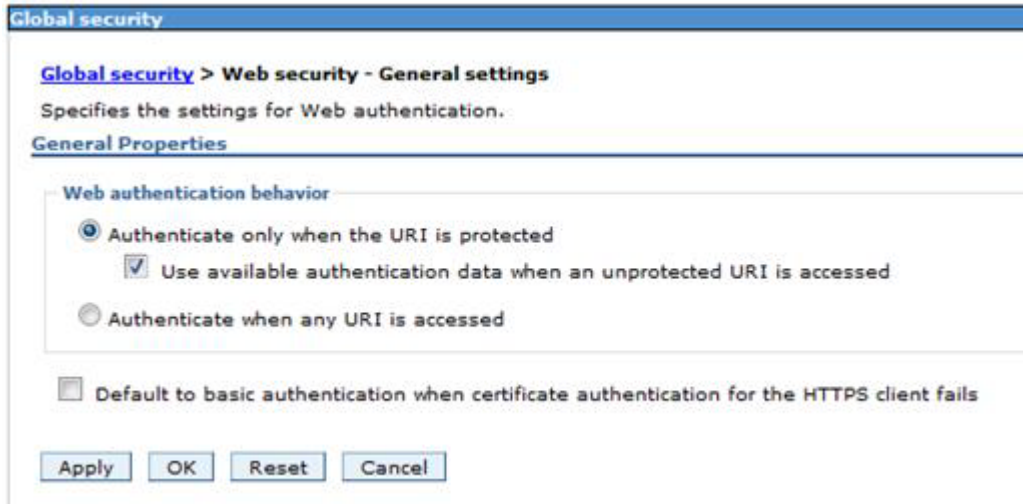 Global security
Global security > Web security - General settings
Specifies the settings for Web authentication.
General Properties
Web authentication behavior
Authenticate only when the URI is protected
Use available authentication data when an unprotected URI is accessed
Authenticate when any URI is accessed
Default to basic authentication when certificate authentication for the HTTPS client fails
Apply OK Reset Cancel